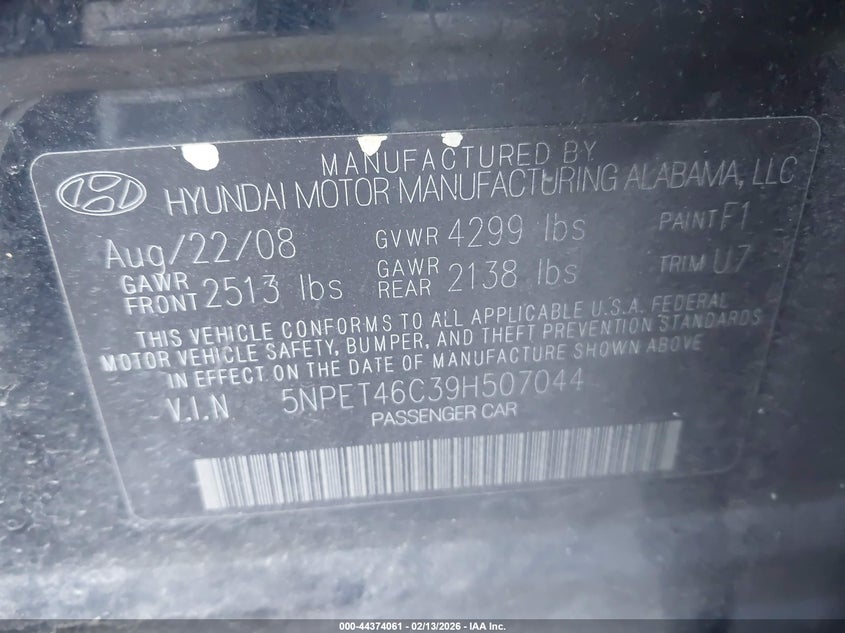 MANUFACTURED BY
HYUNDAI MOTOR MANUFACTURING ALABAMA, LLC
Aug/22/08 GVWR 4299 lbs PAINT F1
GAWR FRONT 2513 lbs GAWR REAR 2138 lbs TRIM U7
THIS VEHICLE CONFORMS TO ALL APPLICABLE U.S.A. FEDERAL
MOTOR VEHICLE SAFETY, BUMPER, AND THEFT PREVENTION STANDARDS
IN EFFECT ON THE DATE OF MANUFACTURE SHOWN ABOVE
V.I.N 5NPET46C39H507044
PASSENGER CAR
000-44374061 - 02/13/2026 - IAA Inc.